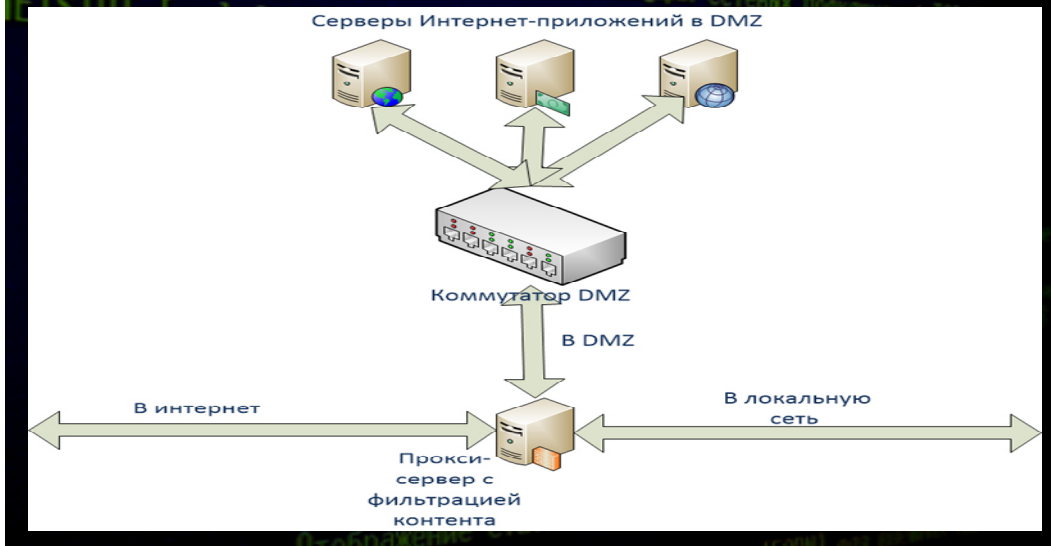 Серверы Интернет-приложений в DMZ
Коммутатор DMZ
В DMZ
В интернет
В локальную
сеть
Прокси-
сервер с
фильтрацией
контента